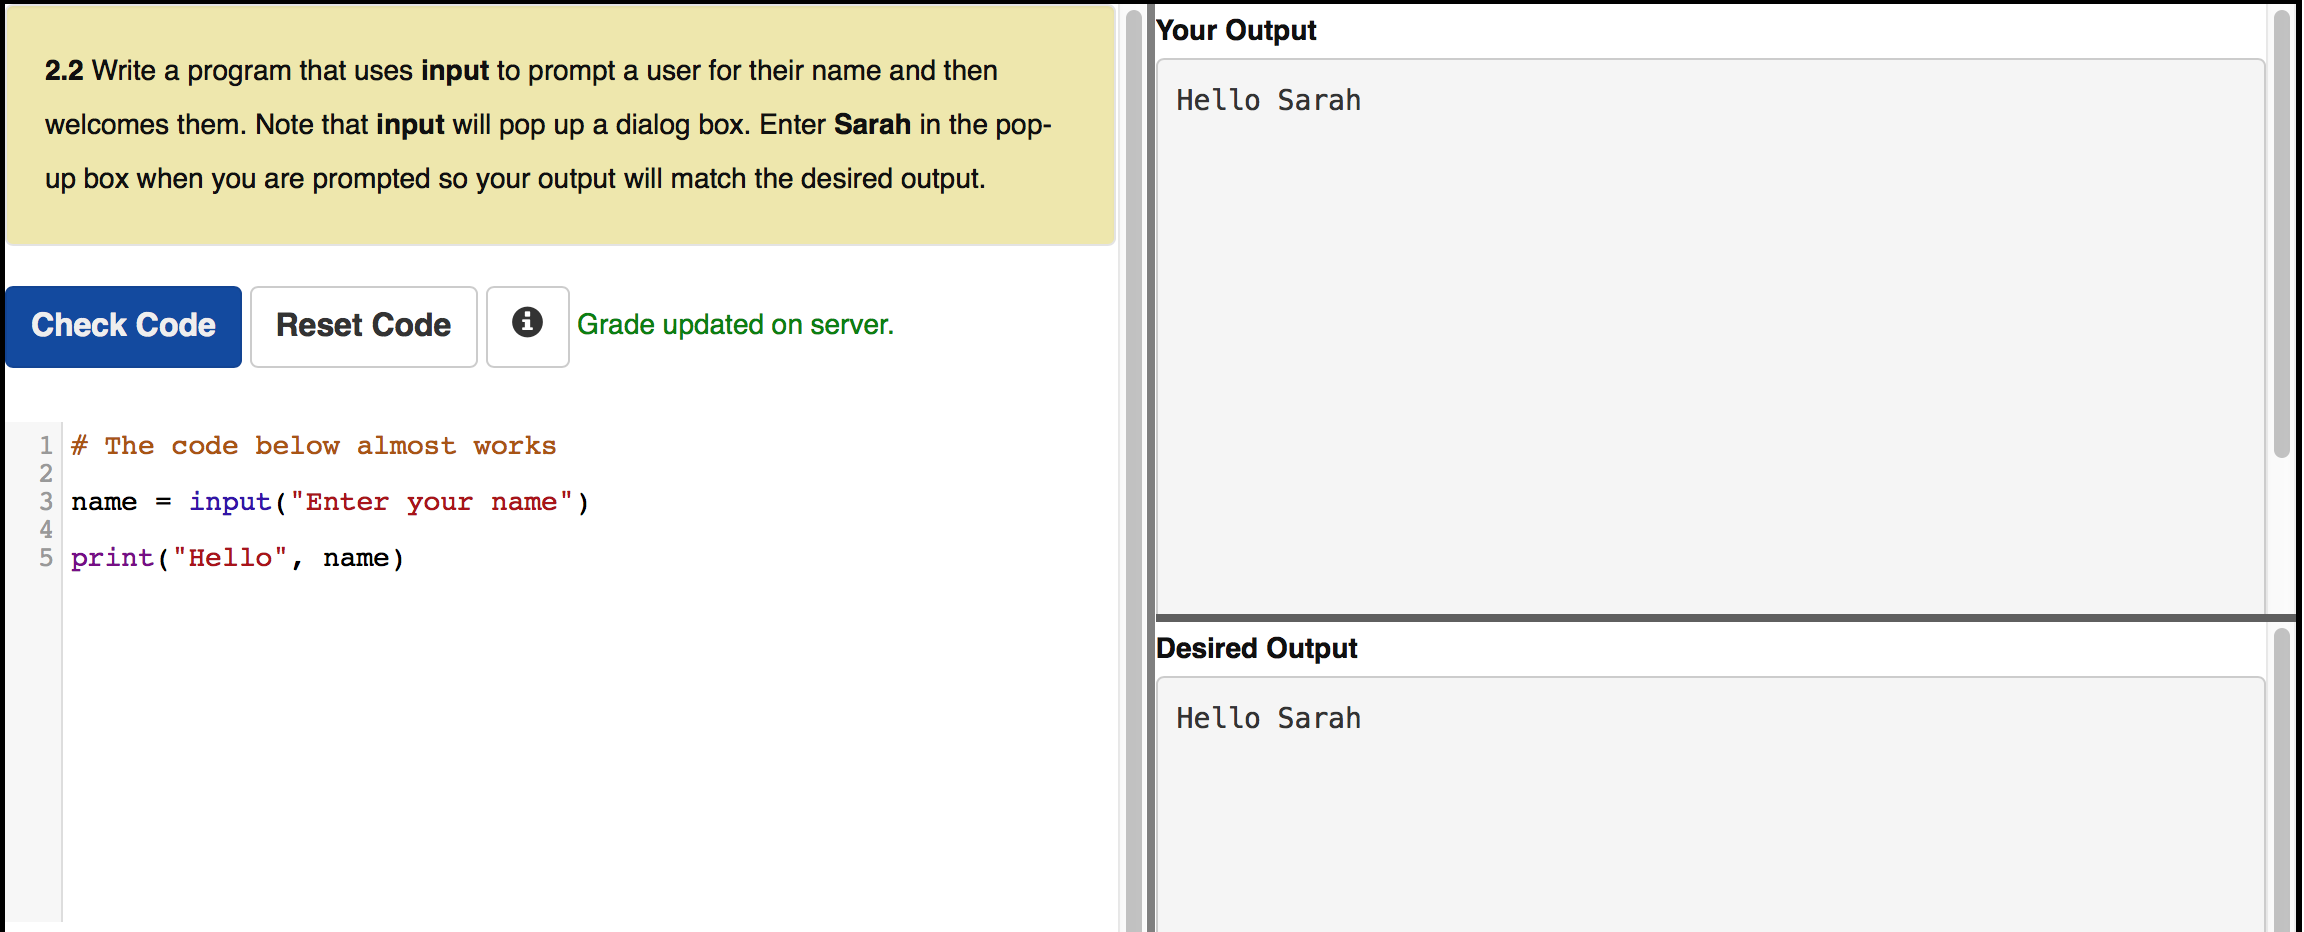 2.2 Write a program that uses input to prompt a user for their name and then
welcomes them. Note that input will pop up a dialog box. Enter Sarah in the pop-
up box when you are prompted so your output will match the desired output.
Check Code Reset Code Grade updated on server.
1 # The code below almost works
2
3 name = input("Enter your name")
4
5 print("Hello", name)
Your Output
Hello Sarah
Desired Output
Hello Sarah